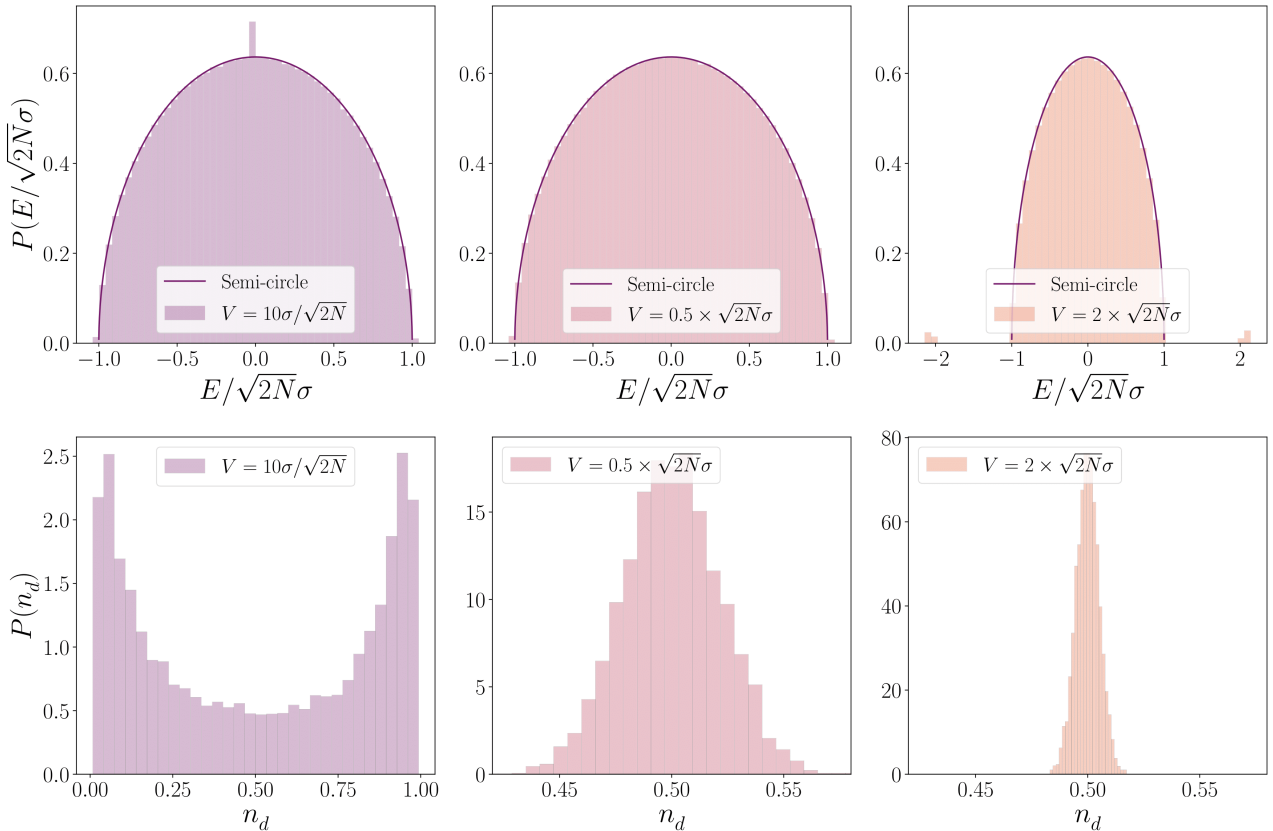 P(E/√2Nσ)
0.6
0.4
0.2
0.0
−1.0 −0.5 0.0 0.5 1.0
E/√2Nσ
Semi-circle
V = 10σ/√2N
0.6
0.4
0.2
0.0
−1.0 −0.5 0.0 0.5 1.0
E/√2Nσ
Semi-circle
V = 0.5 × √2Nσ
0.6
0.4
0.2
0.0
−2 −1 0 1 2
E/√2Nσ
Semi-circle
V = 2 × √2Nσ
P(n_d)
2.5
2.0
1.5
1.0
0.5
0.0
0.00 0.25 0.50 0.75 1.00
n_d
V = 10σ/√2N
15
10
5
0
0.45 0.50 0.55
n_d
V = 0.5 × √2Nσ
80
60
40
20
0
0.45 0.50 0.55
n_d
V = 2 × √2Nσ